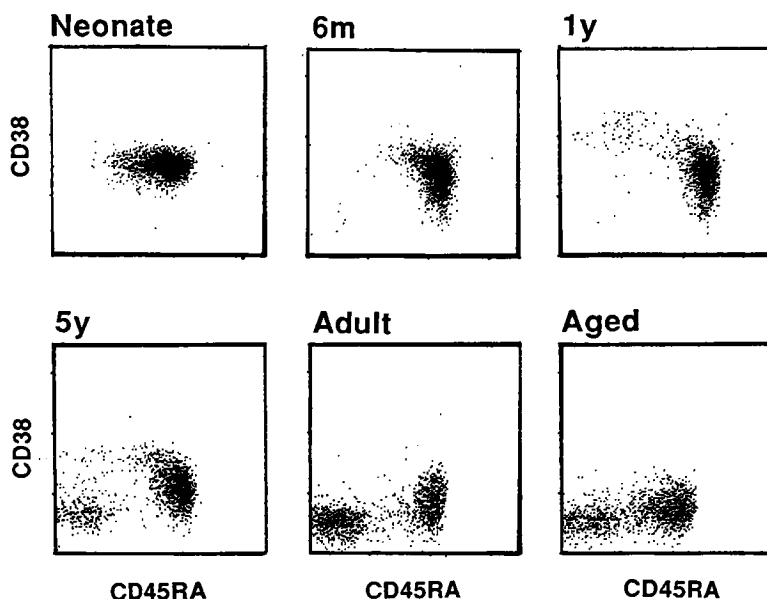 Neonate 6m 1y
CD38
5y Adult Aged
CD38
CD45RA CD45RA CD45RA